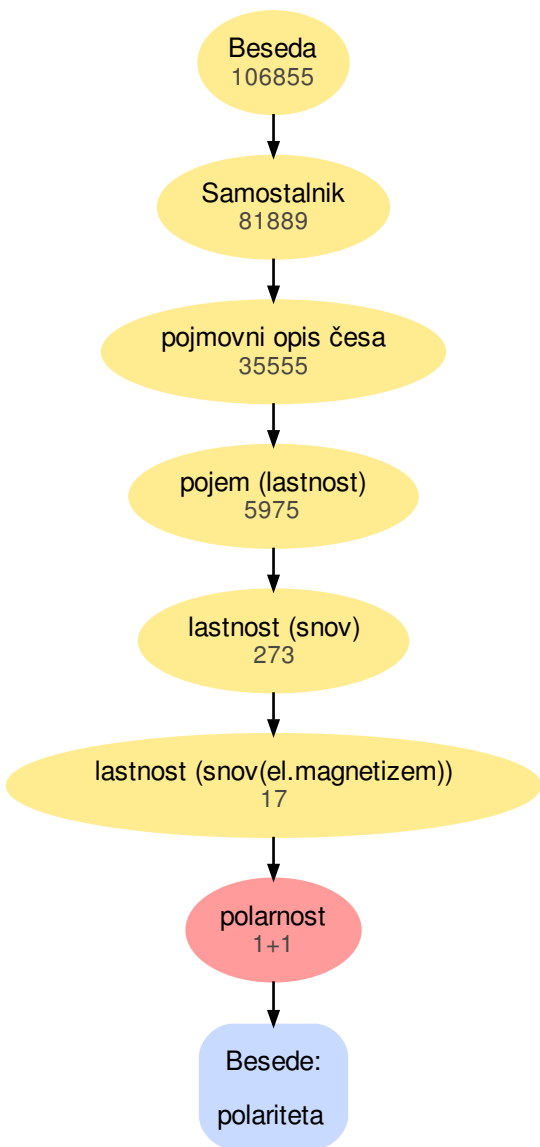 Beseda
106855
Samostalnik
81889
pojmovni opis česa
35555
pojem (lastnost)
5975
lastnost (snov)
273
lastnost (snov(el.magnetizem))
17
polarnost
1+1
Besede:
polariteta